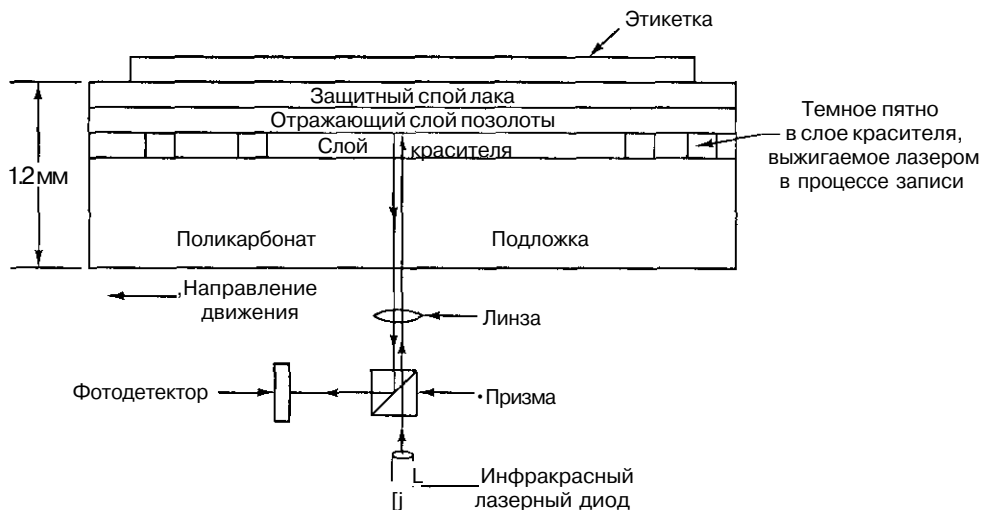 Этикетка
Защитный спой лака
Отражающий слой позолоты
Слой красителя
Темное пятно
в слое красителя,
выжигаемое лазером
в процессе записи
1.2 мм
Поликарбонат Подложка
,Направление
движения
Линза
Фотодетектор
·Призма
L Инфракрасный
[j лазерный диод